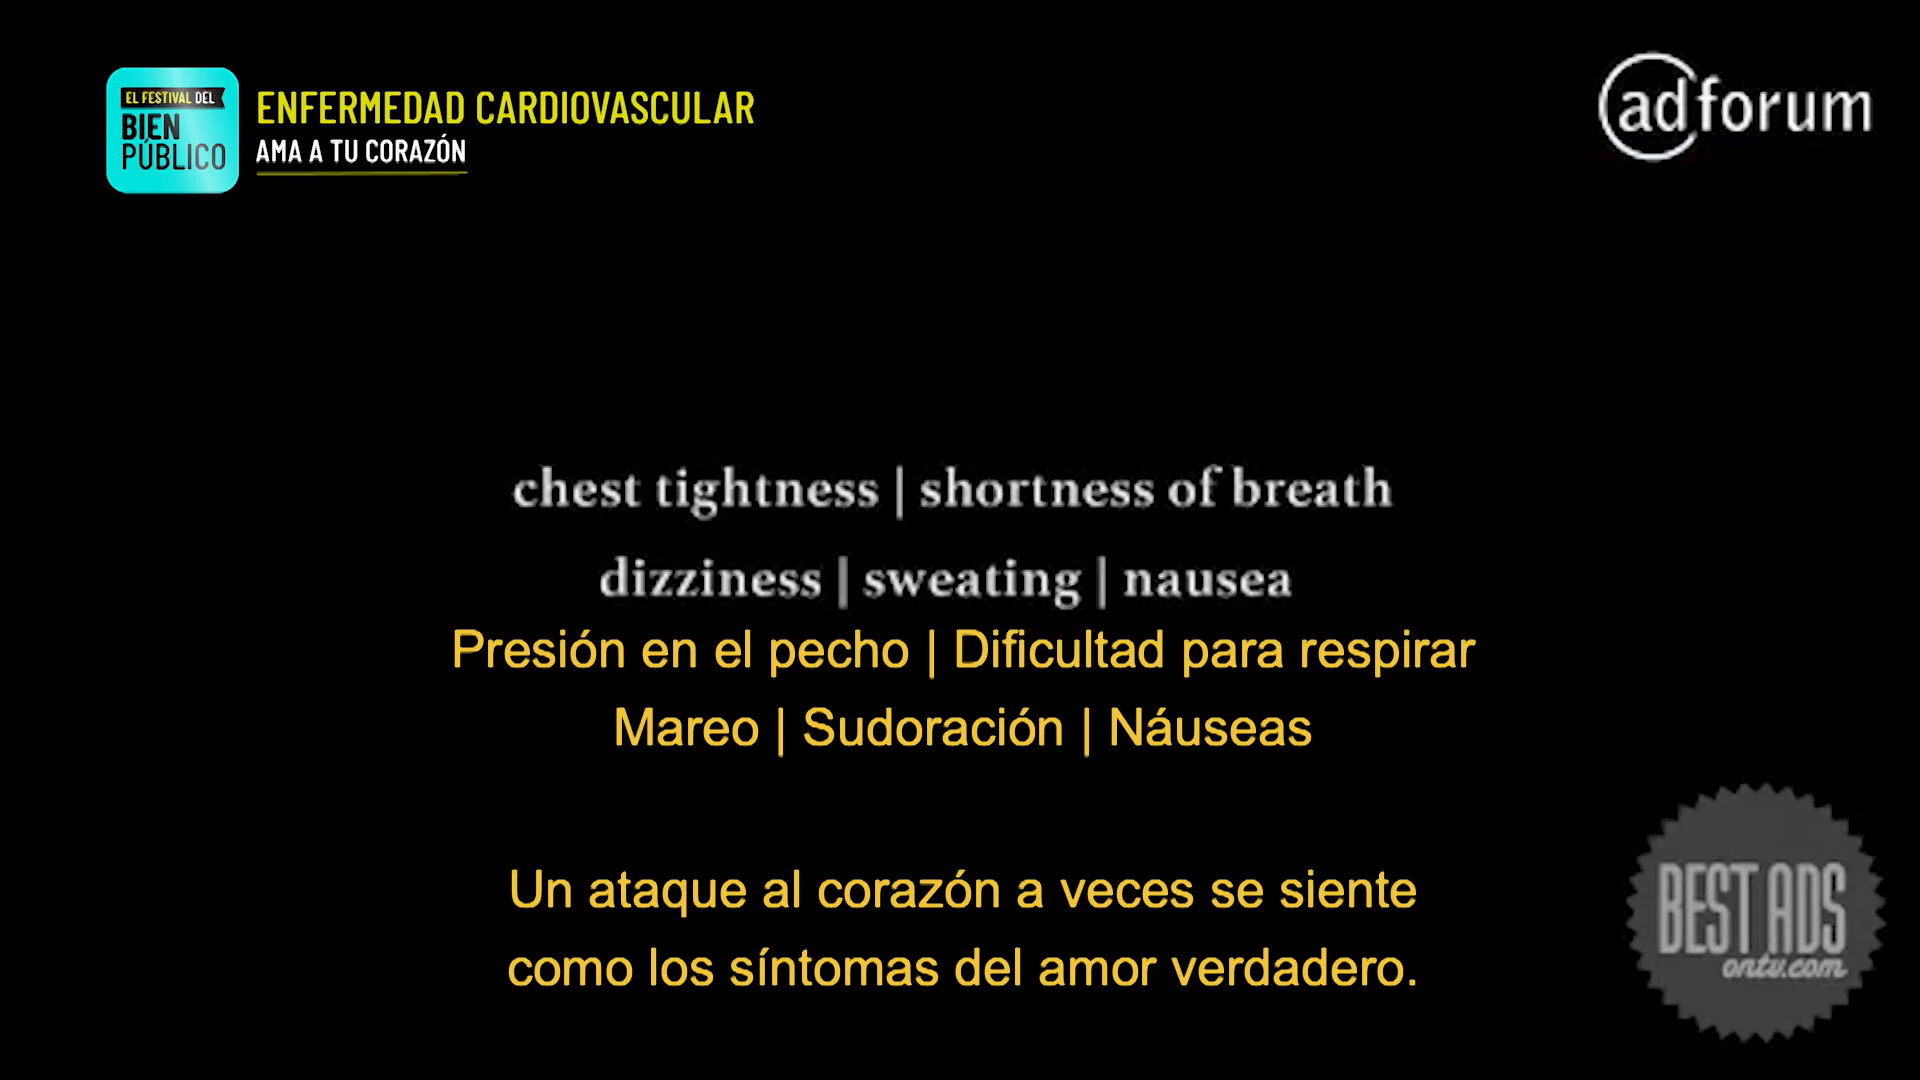 EL FESTIVAL DEL
BIEN
PÚBLICO
ENFERMEDAD CARDIOVASCULAR
AMA A TU CORAZÓN
adforum
chest tightness | shortness of breath
dizziness | sweating | nausea
Presión en el pecho | Dificultad para respirar
Mareo | Sudoración | Náuseas
Un ataque al corazón a veces se siente
como los síntomas del amor verdadero.
BEST ADS
ontv.com